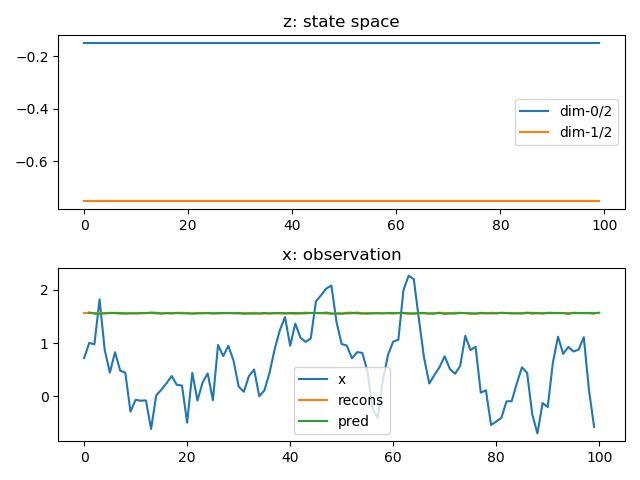 z: state space
−0.2
−0.4
−0.6
dim-0/2
dim-1/2
0 20 40 60 80 100
x: observation
2
1
0
x
recons
pred
0 20 40 60 80 100